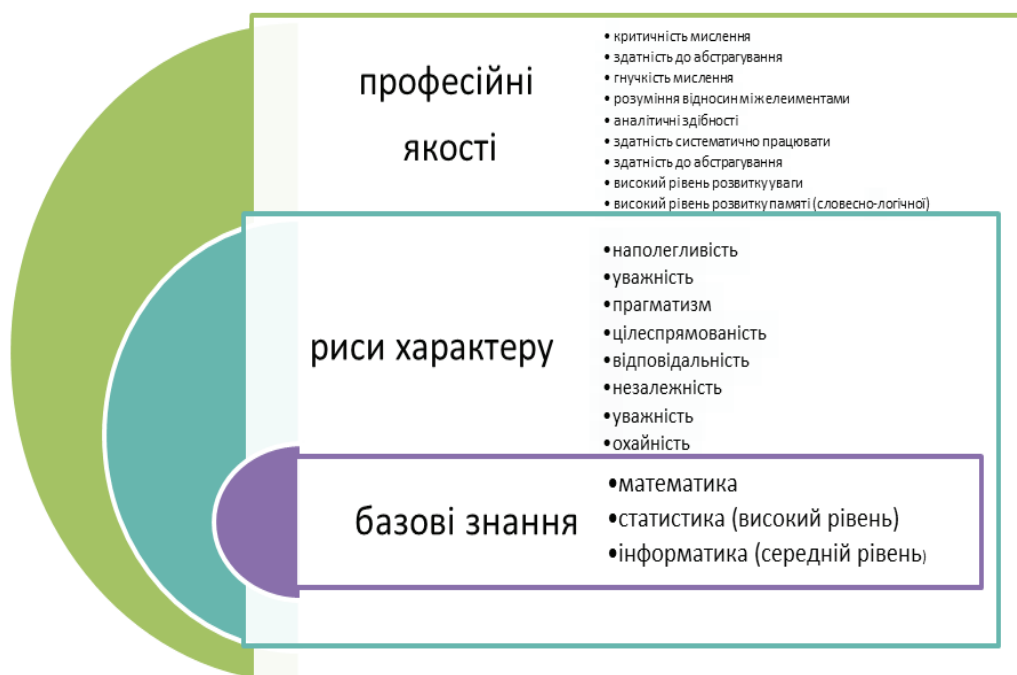 професійні
якості
• критичність мислення
• здатність до абстрагування
• гнучкість мислення
• розуміння відносин між елеиментами
• аналітичні здібності
• здатність систематично працювати
• здатність до абстрагування
• високий рівень розвитку уваги
• високий рівень розвитку памяті (словесно-логічної)
риси характеру
•наполегливість
•уважність
•прагматизм
•цілеспрямованість
•відповідальність
•незалежність
•уважність
•охайність
базові знання
•математика
•статистика (високий рівень)
•інформатика (середній рівень)